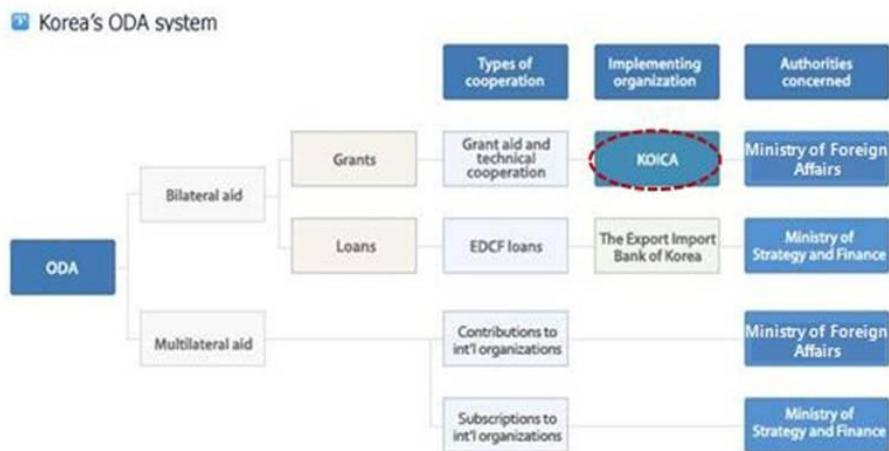 Korea's ODA system
Types of
cooperation
Implementing
organization
Authorities
concerned
Grants
Grant aid and
technical
cooperation
KOICA
Ministry of Foreign
Affairs
Bilateral aid
Loans
EDCF loans
The Export Import
Bank of Korea
Ministry of
Strategy and Finance
ODA
Multilateral aid
Contributions to
int'l organizations
Ministry of Foreign
Affairs
Subscriptions to
int'l organizations
Ministry of
Strategy and Finance